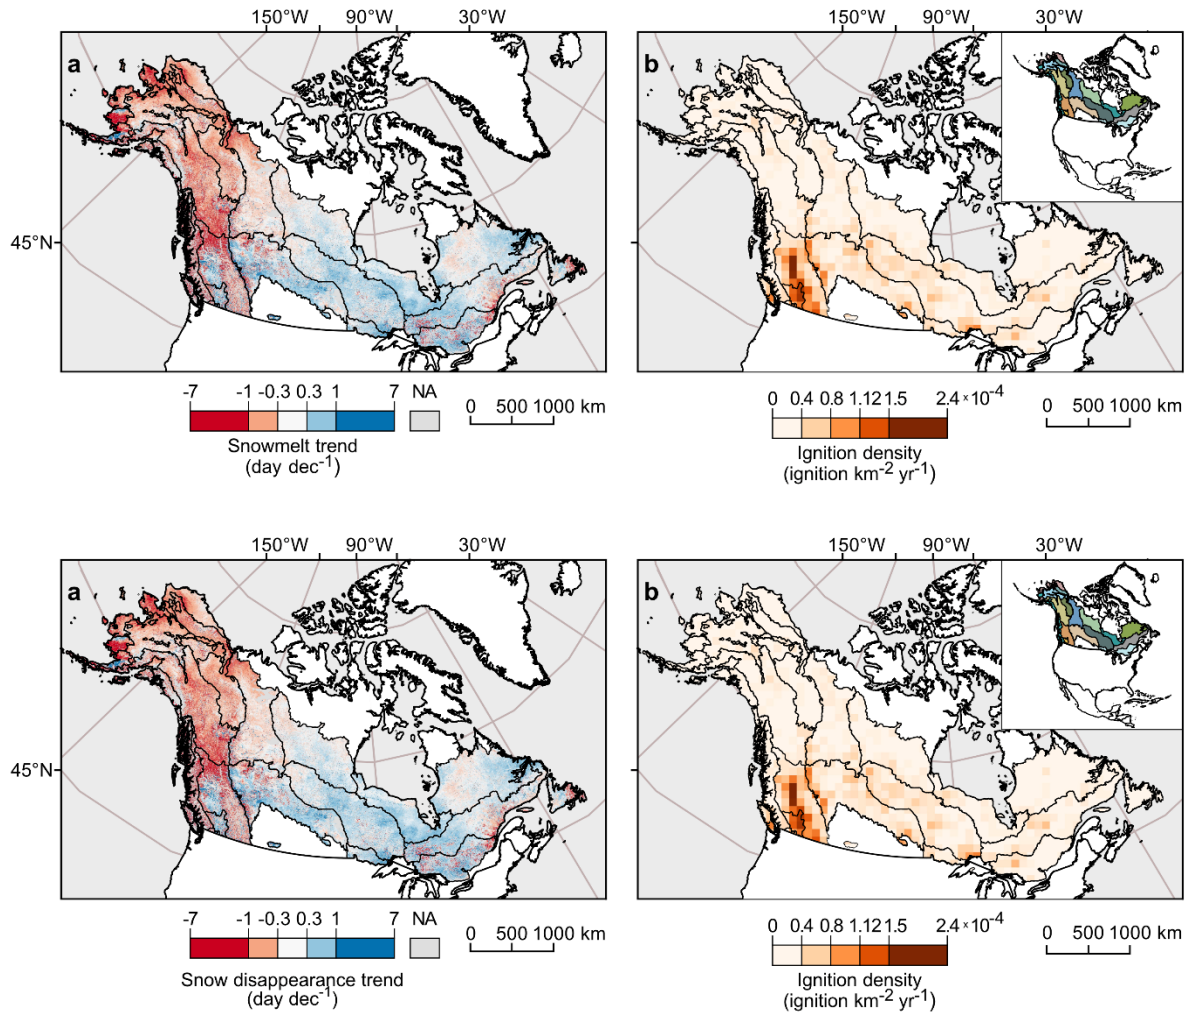 150°W 90°W 30°W 150°W 90°W 30°W
a b
45°N
-7 -1 -0.3 0.3 1 7 NA
0 500 1000 km
Snowmelt trend
(day dec-1)
0 0.4 0.8 1.12 1.5 2.4×10-4
0 500 1000 km
Ignition density
(ignition km-2 yr-1)
150°W 90°W 30°W 150°W 90°W 30°W
a b
45°N
-7 -1 -0.3 0.3 1 7 NA
0 500 1000 km
Snow disappearance trend
(day dec-1)
0 0.4 0.8 1.12 1.5 2.4×10-4
0 500 1000 km
Ignition density
(ignition km-2 yr-1)